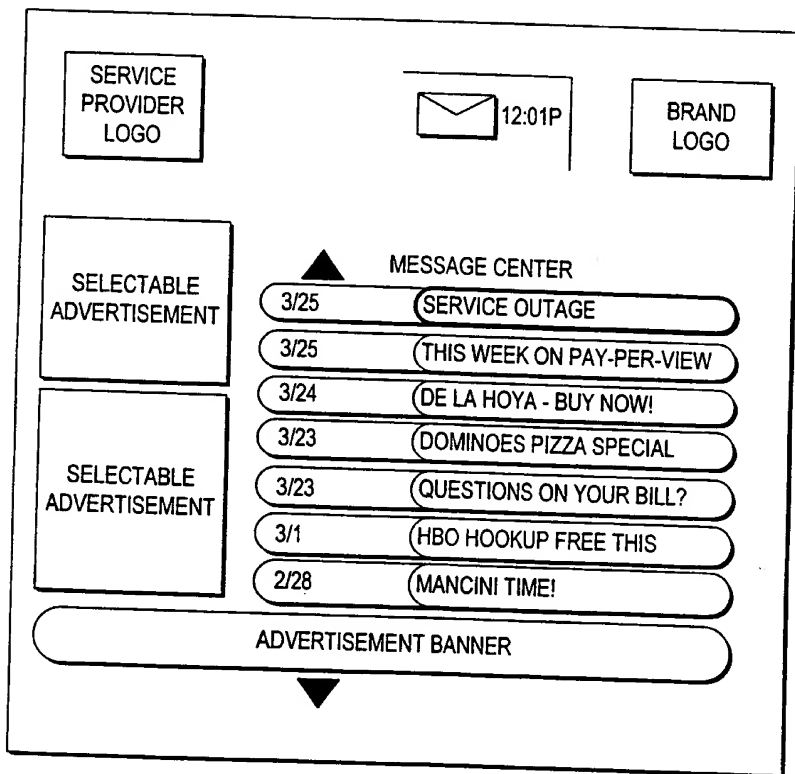 SERVICE
PROVIDER
LOGO
12:01P
BRAND
LOGO
SELECTABLE
ADVERTISEMENT
SELECTABLE
ADVERTISEMENT
MESSAGE CENTER
3/25 SERVICE OUTAGE
3/25 THIS WEEK ON PAY-PER-VIEW
3/24 DE LA HOYA - BUY NOW!
3/23 DOMINOES PIZZA SPECIAL
3/23 QUESTIONS ON YOUR BILL?
3/1 HBO HOOKUP FREE THIS
2/28 MANCINI TIME!
ADVERTISEMENT BANNER